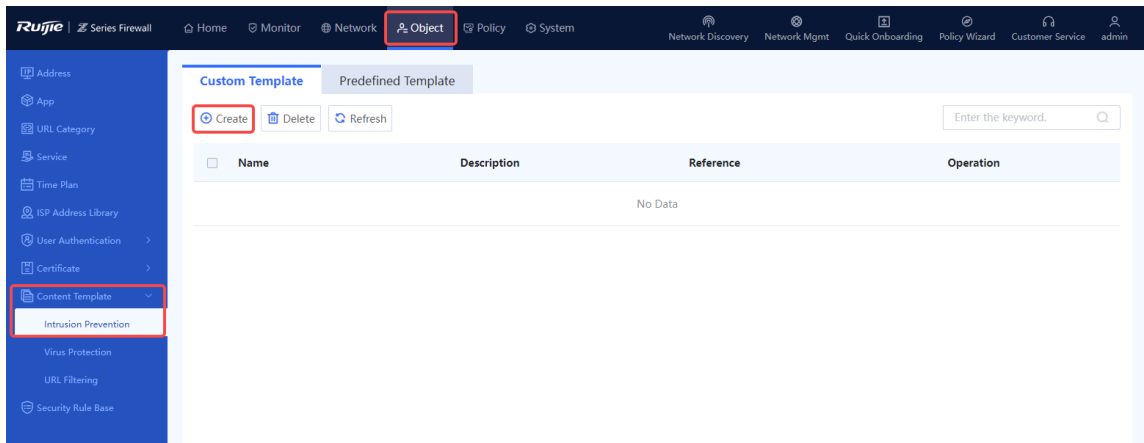 Ruijie | Z Series Firewall
Home Monitor Network Object Policy System
Network Discovery Network Mgmt Quick Onboarding Policy Wizard Customer Service admin
Address
App
URL Category
Service
Time Plan
ISP Address Library
User Authentication
Certificate
Content Template
Intrusion Prevention
Virus Protection
URL Filtering
Security Rule Base
Custom Template Predefined Template
Create Delete Refresh Enter the keyword.
Name Description Reference Operation
No Data